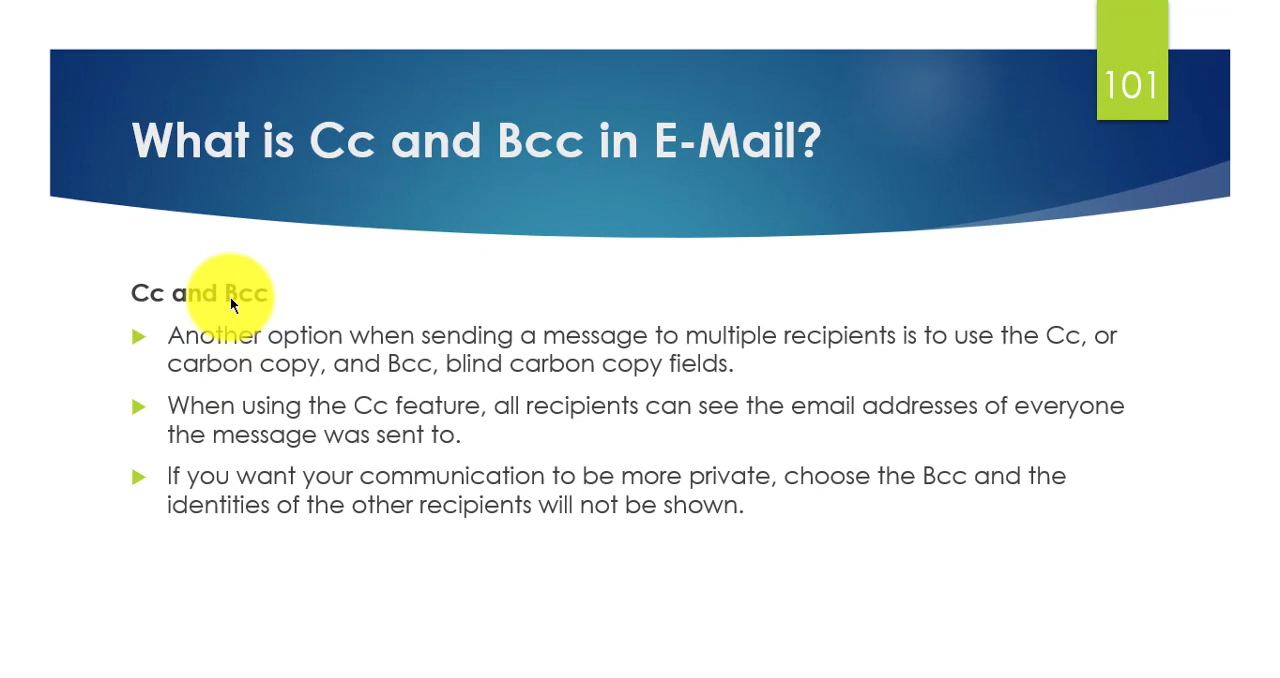 101
What is Cc and Bcc in E-Mail?
Cc and Bcc
Another option when sending a message to multiple recipients is to use the Cc, or
carbon copy, and Bcc, blind carbon copy fields.
When using the Cc feature, all recipients can see the email addresses of everyone
the message was sent to.
If you want your communication to be more private, choose the Bcc and the
identities of the other recipients will not be shown.